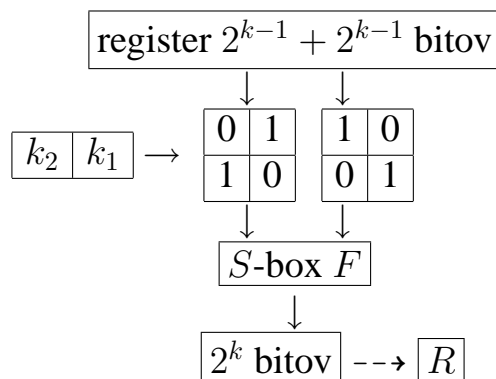 register $2^{k-1} + 2^{k-1}$ bitov
0 1 1 0
$k_2$ $k_1$
1 0 0 1
$S$-box $F$
$2^k$ bitov
$R$